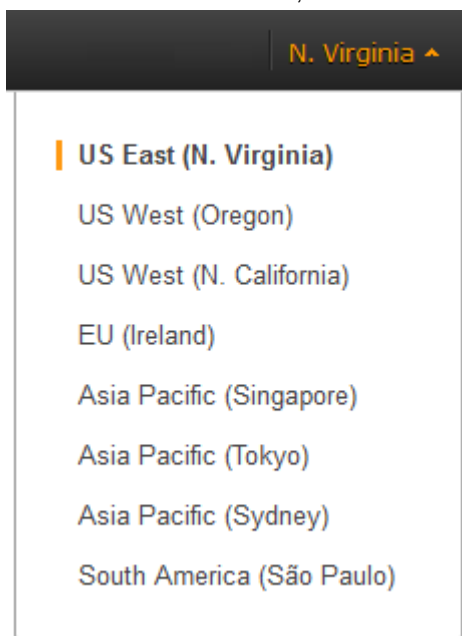 N. Virginia
US East (N. Virginia)
US West (Oregon)
US West (N. California)
EU (Ireland)
Asia Pacific (Singapore)
Asia Pacific (Tokyo)
Asia Pacific (Sydney)
South America (São Paulo)